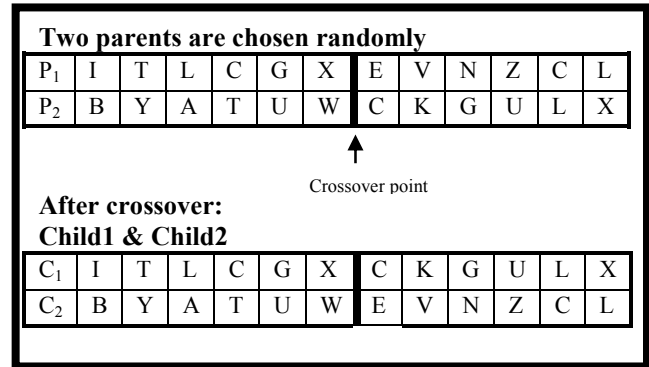 Two parents are chosen randomly
P1 I T L C G X E V N Z C L
P2 B Y A T U W C K G U L X
Crossover point
After crossover:
Child1 & Child2
C1 I T L C G X C K G U L X
C2 B Y A T U W E V N Z C L